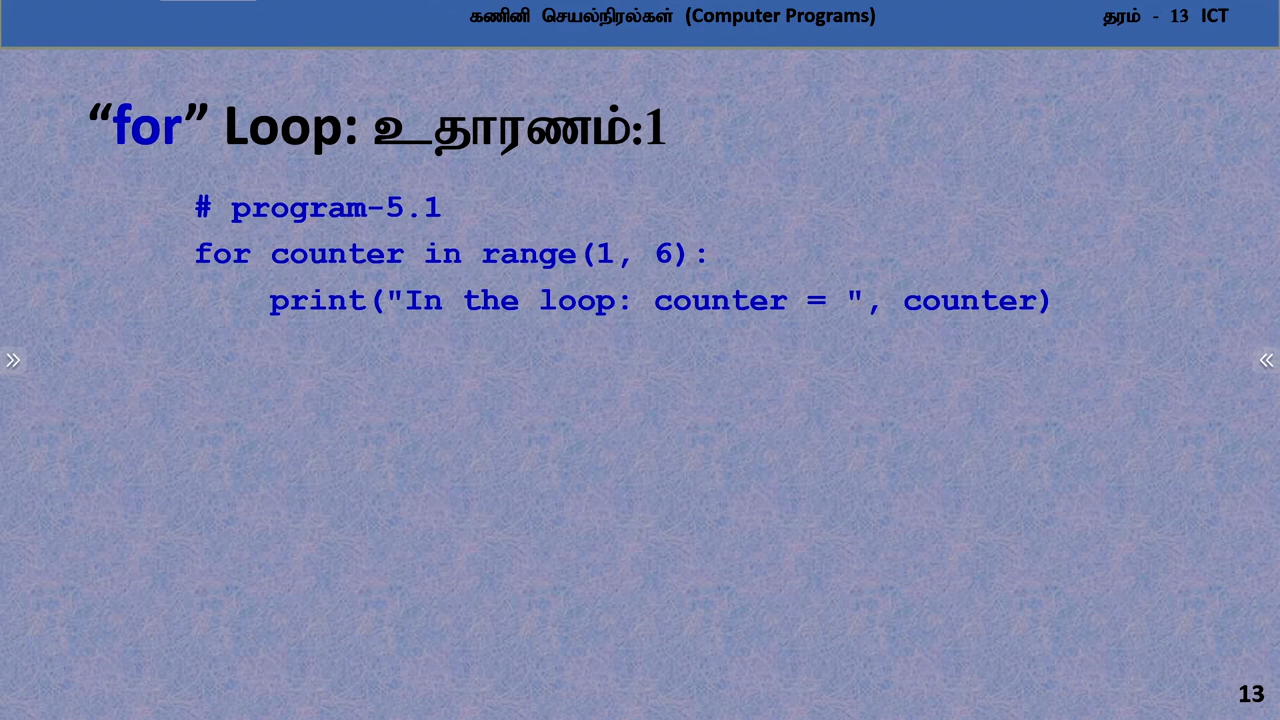 கணினி செயல்நிரல்கள் (Computer Programs) தரம் - 13 ICT
“for” Loop: உதாரணம்:1
# program-5.1
for counter in range(1, 6):
    print("In the loop: counter = ", counter)
13